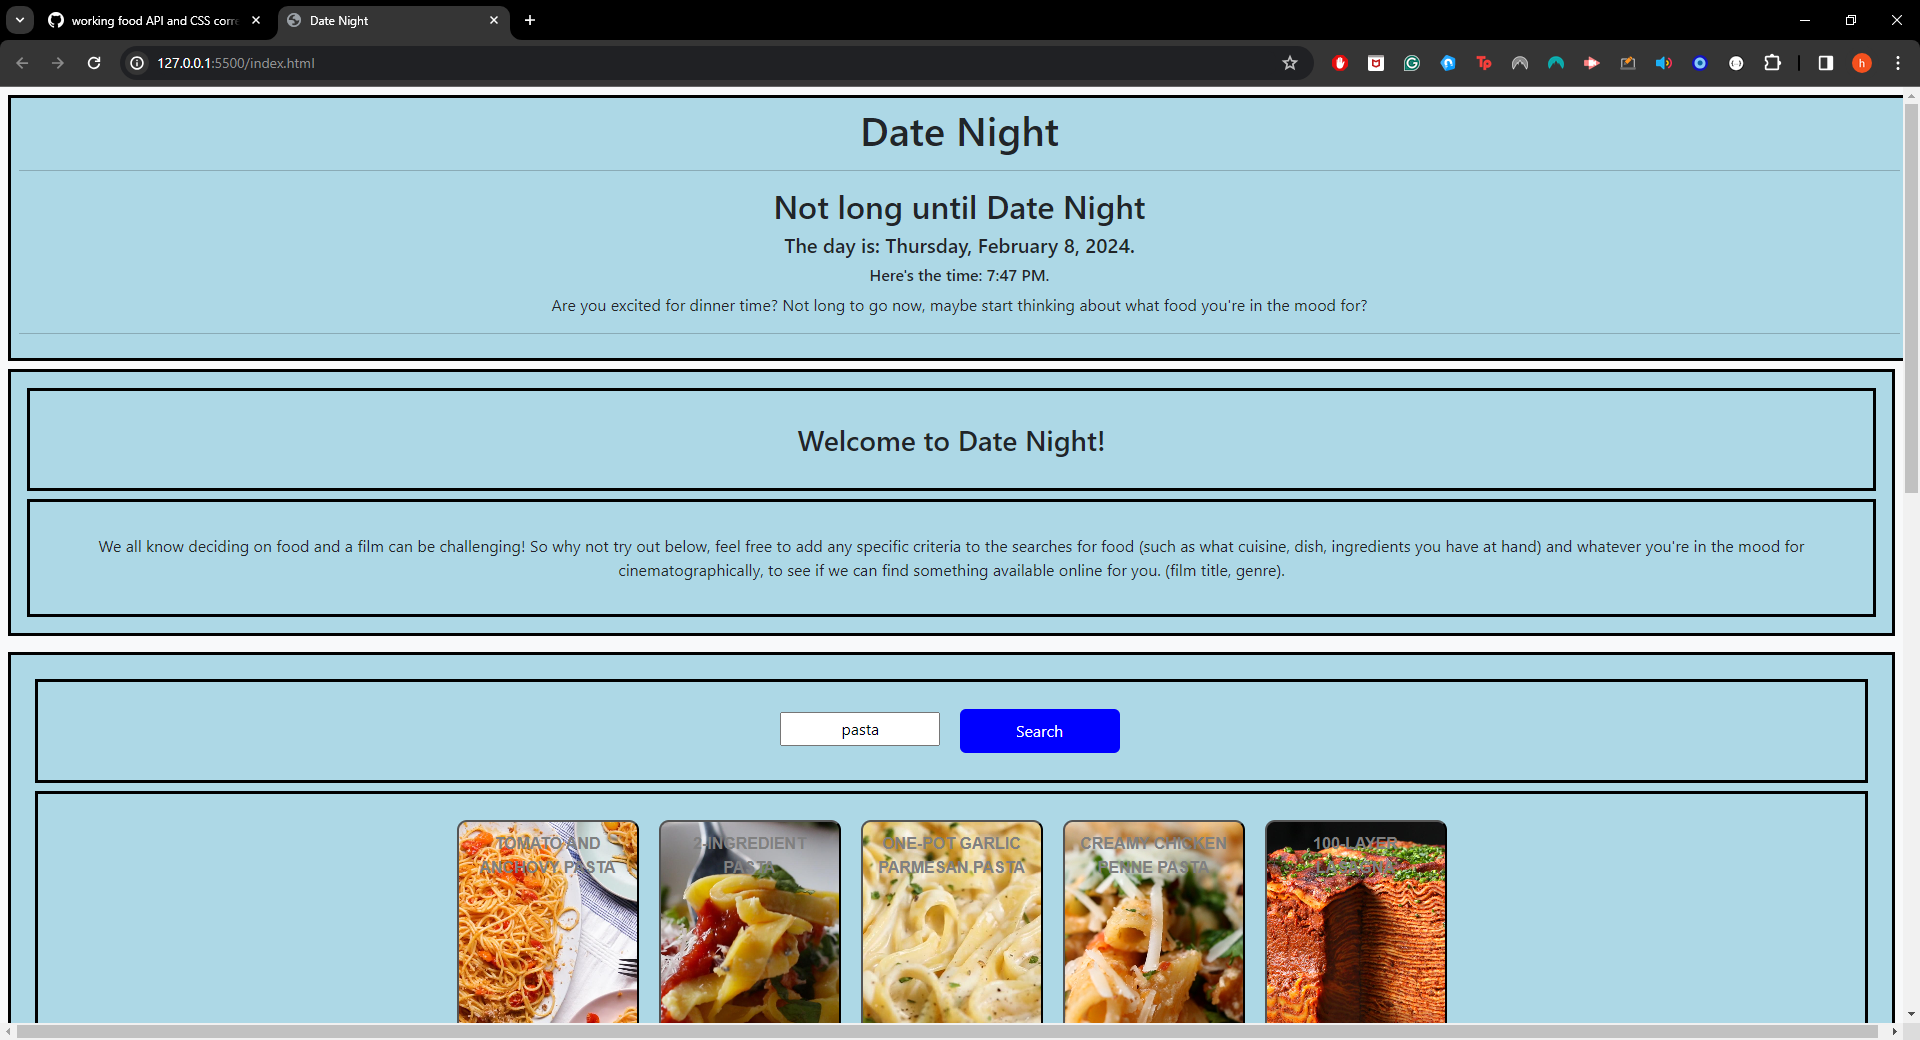 working food API and CSS corre
Date Night
127.0.0.1:5500/index.html
h
Date Night
Not long until Date Night
The day is: Thursday, February 8, 2024.
Here's the time: 7:47 PM.
Are you excited for dinner time? Not long to go now, maybe start thinking about what food you're in the mood for?
Welcome to Date Night!
We all know deciding on food and a film can be challenging! So why not try out below, feel free to add any specific criteria to the searches for food (such as what cuisine, dish, ingredients you have at hand) and whatever you're in the mood for
cinematographically, to see if we can find something available online for you. (film title, genre).
pasta
Search
TOMATO AND
ANCHOVY PASTA
2-INGREDIENT
PASTA
ONE-POT GARLIC
PARMESAN PASTA
CREAMY CHICKEN
PENNE PASTA
100-LAYER
LASAGNA